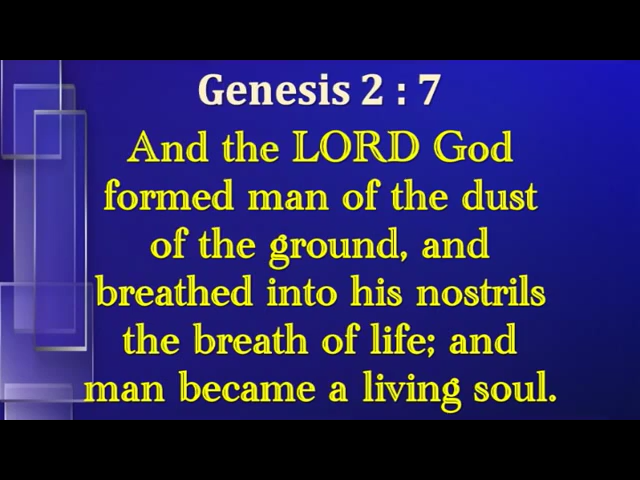 Genesis 2 : 7
And the LORD God
formed man of the dust
of the ground, and
breathed into his nostrils
the breath of life; and
man became a living soul.